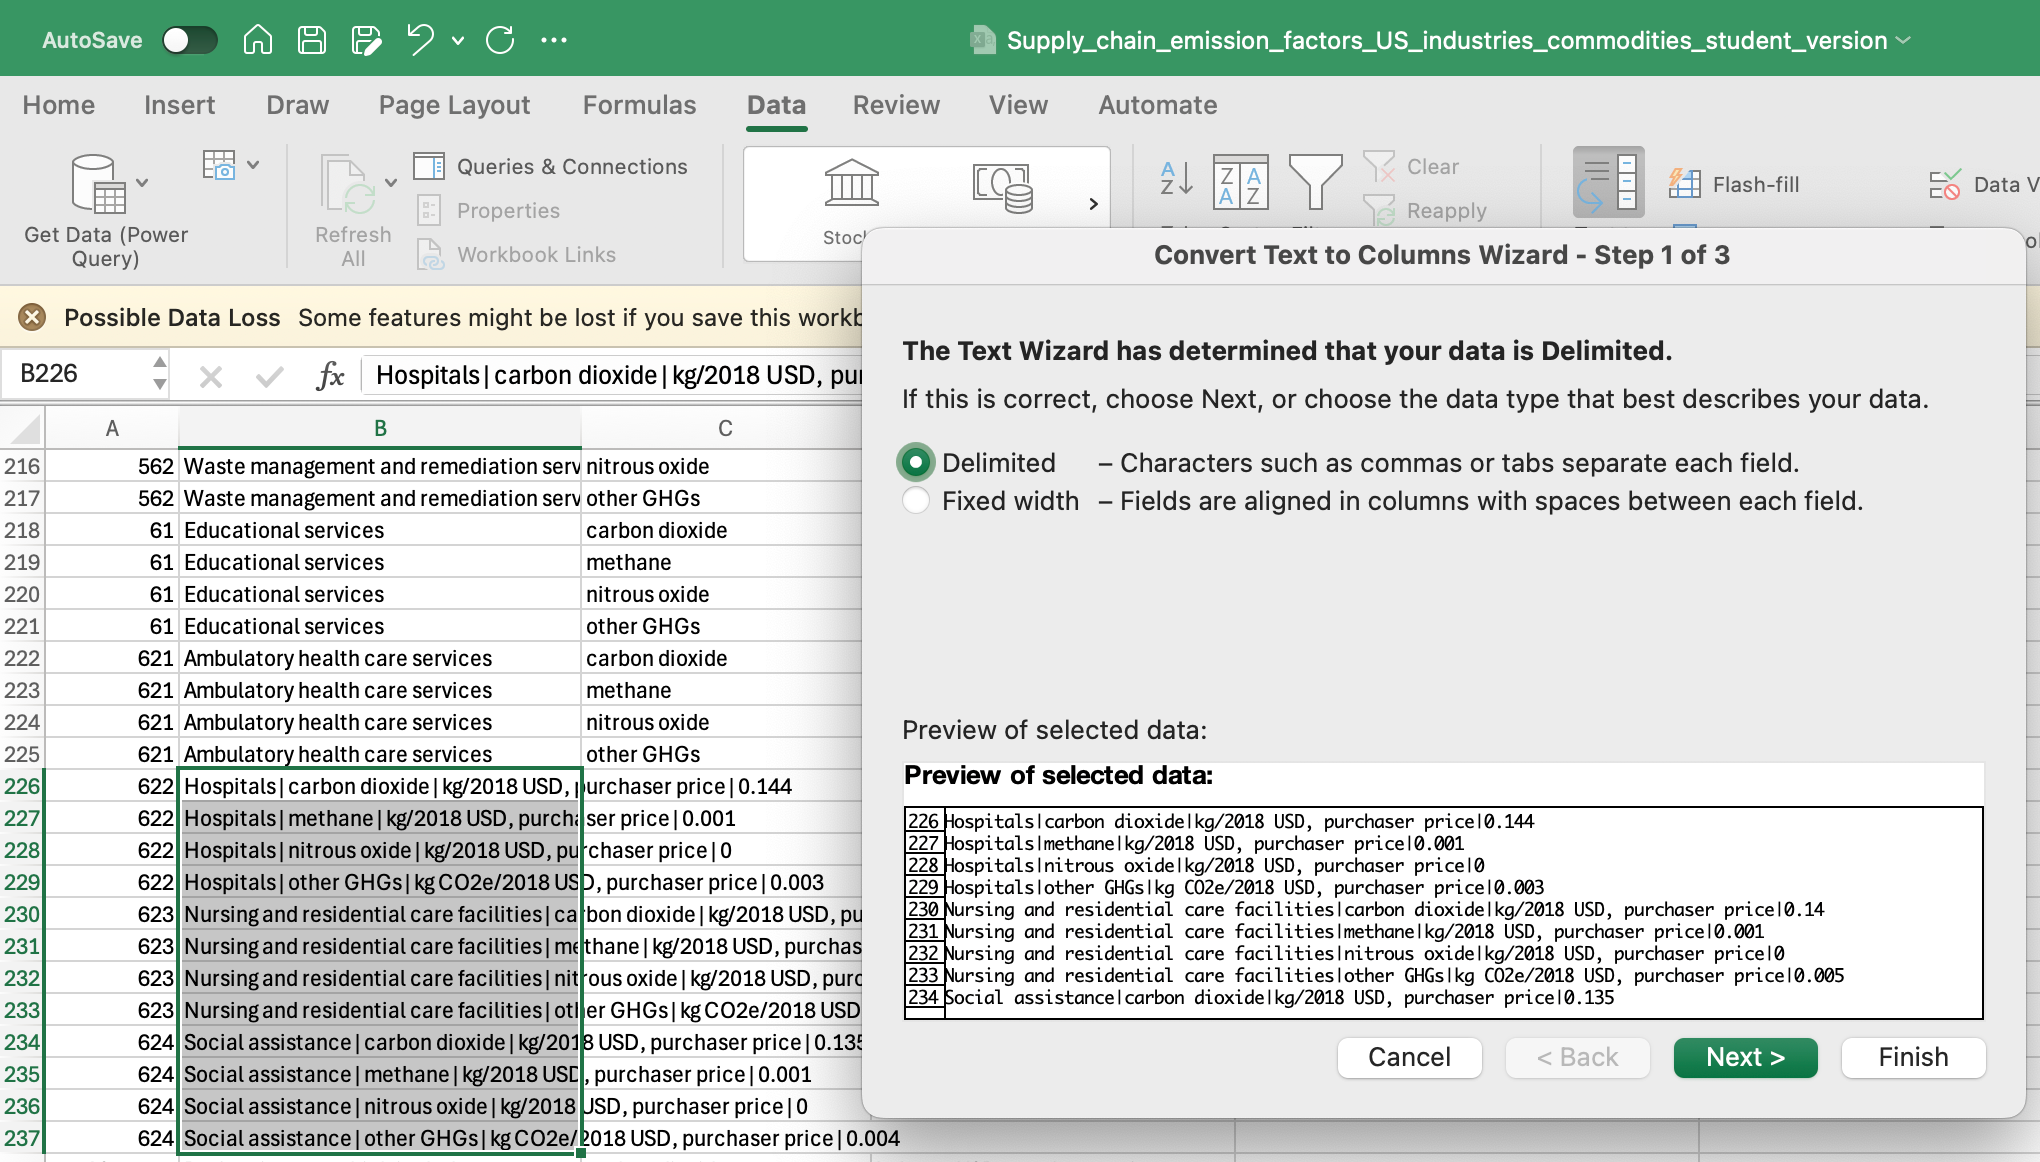 AutoSave
Supply_chain_emission_factors_US_industries_commodities_student_version
Home Insert Draw Page Layout Formulas Data Review View Automate
Get Data (Power Query)
Refresh All
Queries & Connections
Properties
Workbook Links
Clear
Reapply
Flash-fill
Data V
Possible Data Loss Some features might be lost if you save this workb
B226 fx Hospitals|carbon dioxide|kg/2018 USD, pur
A B C
216 562 Waste management and remediation serv nitrous oxide
217 562 Waste management and remediation serv other GHGs
218 61 Educational services carbon dioxide
219 61 Educational services methane
220 61 Educational services nitrous oxide
221 61 Educational services other GHGs
222 621 Ambulatory health care services carbon dioxide
223 621 Ambulatory health care services methane
224 621 Ambulatory health care services nitrous oxide
225 621 Ambulatory health care services other GHGs
226 622 Hospitals|carbon dioxide|kg/2018 USD, purchaser price|0.144
227 622 Hospitals|methane|kg/2018 USD, purchaser price|0.001
228 622 Hospitals|nitrous oxide|kg/2018 USD, purchaser price|0
229 622 Hospitals|other GHGs|kg CO2e/2018 USD, purchaser price|0.003
230 623 Nursing and residential care facilities|carbon dioxide|kg/2018 USD, pu
231 623 Nursing and residential care facilities|methane|kg/2018 USD, purchas
232 623 Nursing and residential care facilities|nitrous oxide|kg/2018 USD, purc
233 623 Nursing and residential care facilities|other GHGs|kg CO2e/2018 USD
234 624 Social assistance|carbon dioxide|kg/2018 USD, purchaser price|0.135
235 624 Social assistance|methane|kg/2018 USD, purchaser price|0.001
236 624 Social assistance|nitrous oxide|kg/2018 USD, purchaser price|0
237 624 Social assistance|other GHGs|kg CO2e/2018 USD, purchaser price|0.004
Convert Text to Columns Wizard - Step 1 of 3
The Text Wizard has determined that your data is Delimited.
If this is correct, choose Next, or choose the data type that best describes your data.
Delimited – Characters such as commas or tabs separate each field.
Fixed width – Fields are aligned in columns with spaces between each field.
Preview of selected data:
Preview of selected data:
226 Hospitals|carbon dioxide|kg/2018 USD, purchaser price|0.144
227 Hospitals|methane|kg/2018 USD, purchaser price|0.001
228 Hospitals|nitrous oxide|kg/2018 USD, purchaser price|0
229 Hospitals|other GHGs|kg CO2e/2018 USD, purchaser price|0.003
230 Nursing and residential care facilities|carbon dioxide|kg/2018 USD, purchaser price|0.14
231 Nursing and residential care facilities|methane|kg/2018 USD, purchaser price|0.001
232 Nursing and residential care facilities|nitrous oxide|kg/2018 USD, purchaser price|0
233 Nursing and residential care facilities|other GHGs|kg CO2e/2018 USD, purchaser price|0.005
234 Social assistance|carbon dioxide|kg/2018 USD, purchaser price|0.135
Cancel < Back Next > Finish